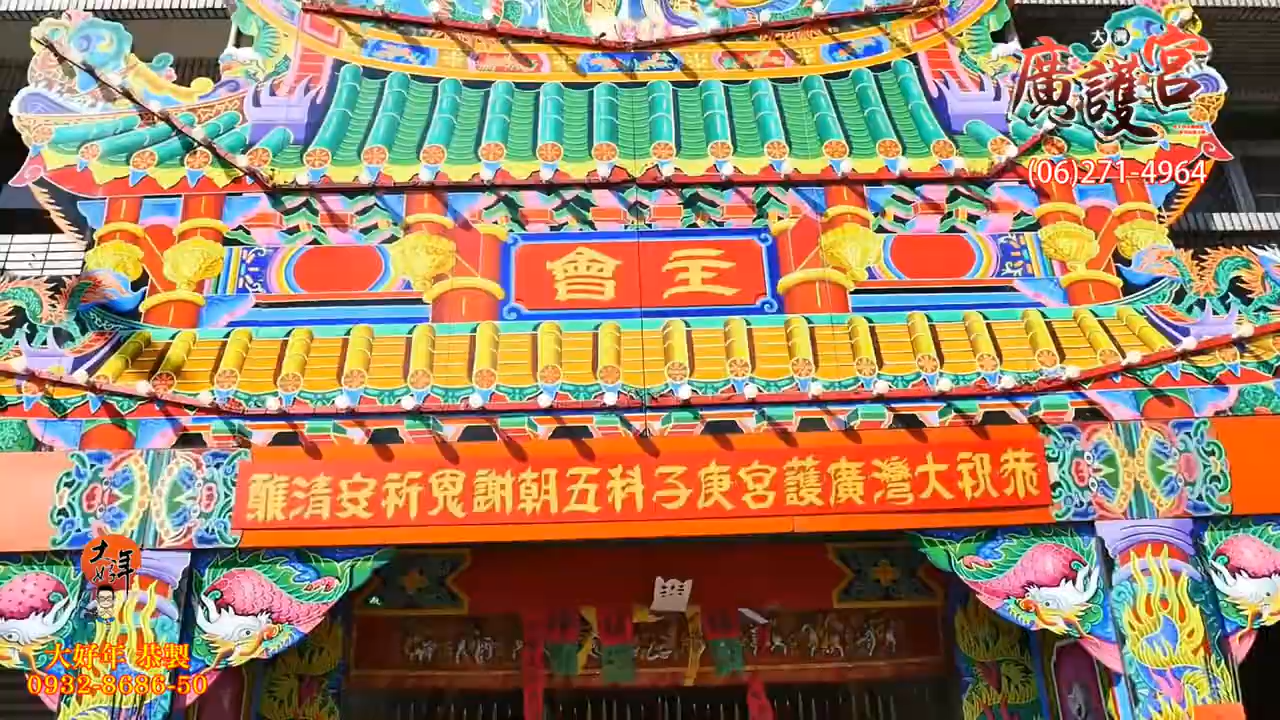 大灣
廣護宮
(06)271-4964
主會
恭祝大灣廣護宮庚子科五朝謝恩祈安清醮
大好年
大好年 恭製
0932-8686-50